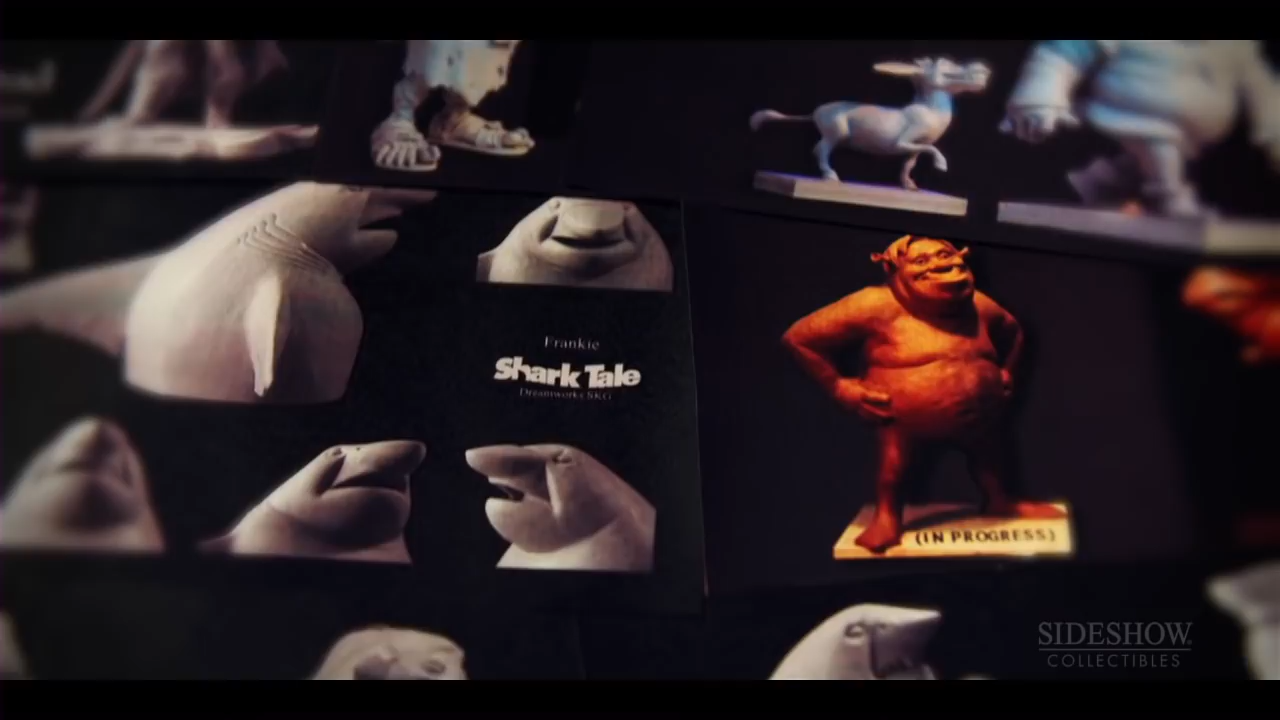 Frankie
Shark Tale
Dreamworks SKG
(IN PROGRESS)
SIDESHOW
COLLECTIBLES